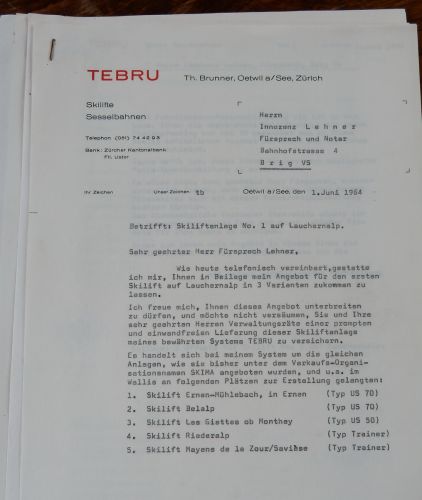 TEBRU Th. Brunner, Oetwil a/See, Zürich
Skilifte
Sesselbahnen
Telephon (051) 74 42 03
Bank: Zürcher Kantonalbank
Fil. Uster
Herrn
Innozenz Lehner
Fürsprech und Notar
Bahnhofstrasse 4
Brig VS
Ihr Zeichen Unser Zeichen tb Oetwil a/See, den 1.Juni 1964
Betrifft: Skiliftanlage No. 1 auf Lauchernalp.
Sehr geehrter Herr Fürsprech Lehner,
Wie heute telefonisch vereinbart,gestatte
ich mir, Ihnen in Beilage mein Angebot für den ersten
Skilift auf Lauchernalp in 3 Varianten zukommen zu
lassen.
Ich freue mich, Ihnen dieses Angebot unterbreiten
zu dürfen, und möchte nicht versäumen, Sie und Ihre
sehr geehrten Herren Verwaltungsräte einer prompten
und einwandfreien Lieferung dieser Skiliftanlage
meines bewährten Systems TEBRU zu versichern.
Es handelt sich bei meinem System um die gleichen
Anlagen, wie sie bisher unter dem Verkaufs-Organi-
sationsnamen SKIMA angeboten wurden, und u.a. im
Wallis an folgenden Plätzen zur Erstellung gelangten:
1. Skilift Ernen-Mühlebach, in Ernen (Typ US 70)
2. Skilift Belalp (Typ US 70)
3. Skilift Les Giettes ob Monthey (Typ US 50)
4. Skilift Riederalp (Typ Trainer)
5. Skilift Mayens de la Zour/Savièse (Typ Trainer)